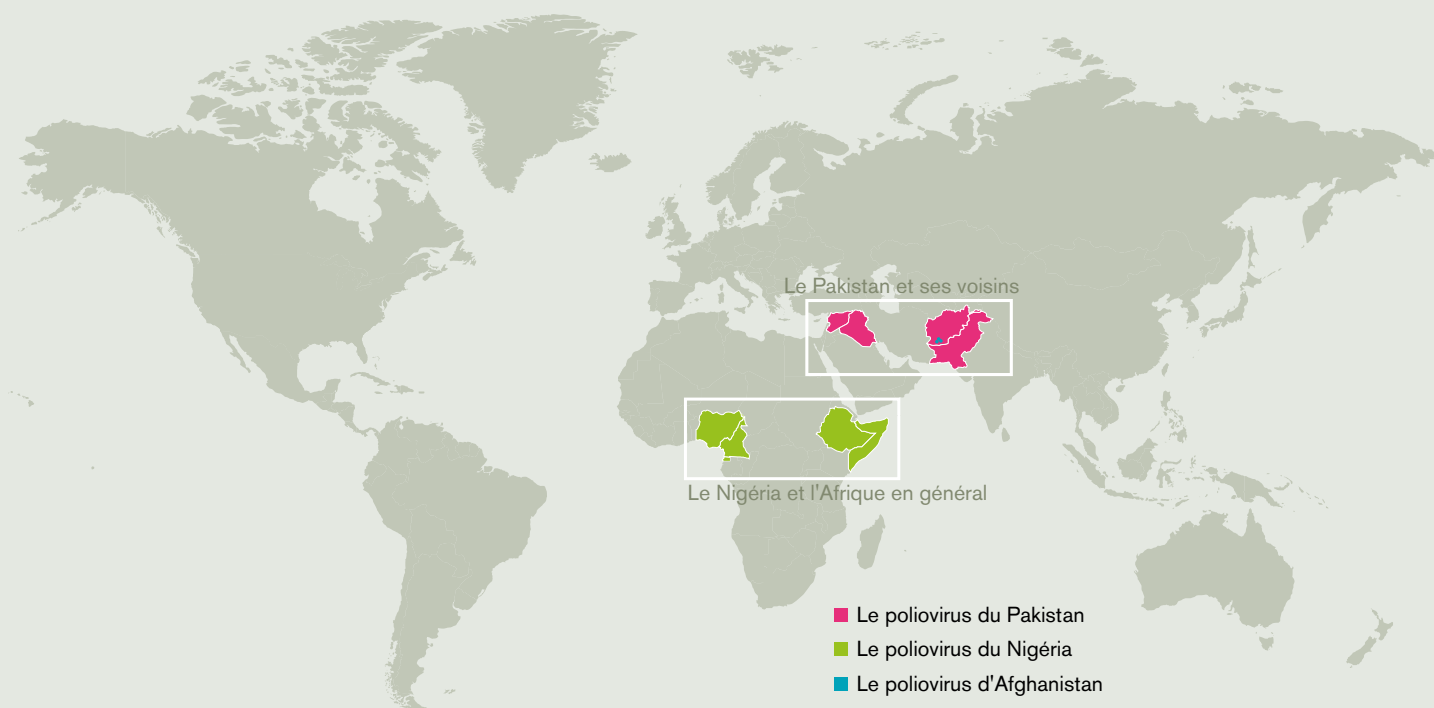 Le Pakistan et ses voisins
Le Nigéria et l'Afrique en général
Le poliovirus du Pakistan
Le poliovirus du Nigéria
Le poliovirus d'Afghanistan